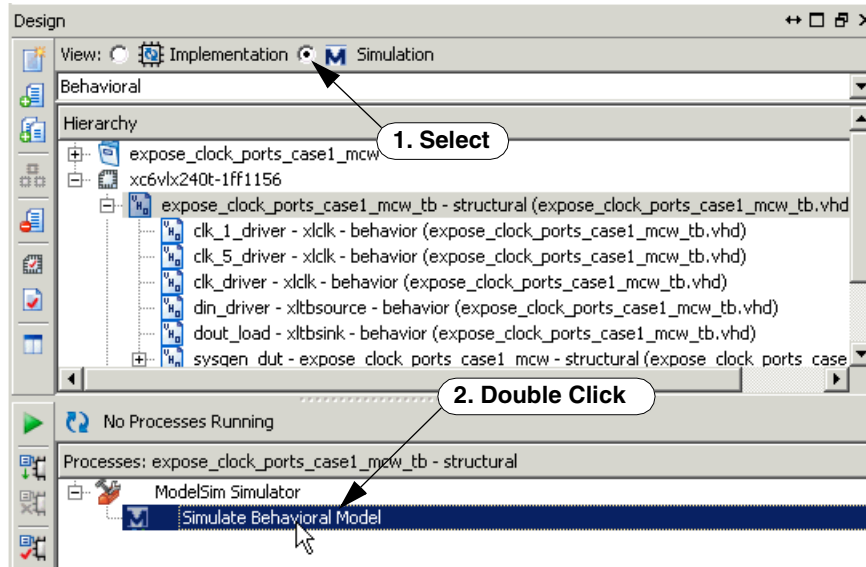 Design
View: Implementation Simulation
Behavioral
1. Select
Hierarchy
expose_clock_ports_case1_mcw
xc6vlx240t-1ff1156
expose_clock_ports_case1_mcw_tb - structural (expose_clock_ports_case1_mcw_tb.vhd
clk_1_driver - xlclk - behavior (expose_clock_ports_case1_mcw_tb.vhd)
clk_5_driver - xlclk - behavior (expose_clock_ports_case1_mcw_tb.vhd)
clk_driver - xlclk - behavior (expose_clock_ports_case1_mcw_tb.vhd)
din_driver - xltbsource - behavior (expose_clock_ports_case1_mcw_tb.vhd)
dout_load - xltbsink - behavior (expose_clock_ports_case1_mcw_tb.vhd)
sysgen_dut - expose_clock_ports_case1_mcw - structural (expose_clock_ports_case
2. Double Click
No Processes Running
Processes: expose_clock_ports_case1_mcw_tb - structural
ModelSim Simulator
Simulate Behavioral Model